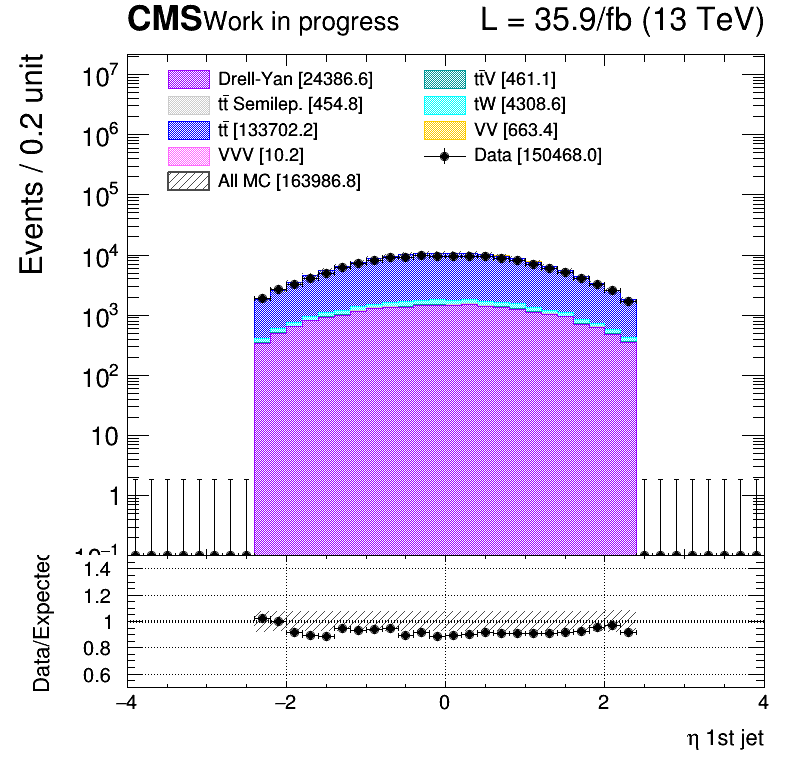 CMS Work in progress L = 35.9/fb (13 TeV)
Events / 0.2 unit
10⁷
10⁶
10⁵
10⁴
10³
10²
10
1
10⁻¹
Drell-Yan [24386.6]
tt̄ Semilep. [454.8]
tt̄ [133702.2]
VVV [10.2]
All MC [163986.8]
tt̄V [461.1]
tW [4308.6]
VV [663.4]
Data [150468.0]
Data/Expected
1.4
1.2
1
0.8
0.6
−4 −2 0 2 4
η 1st jet